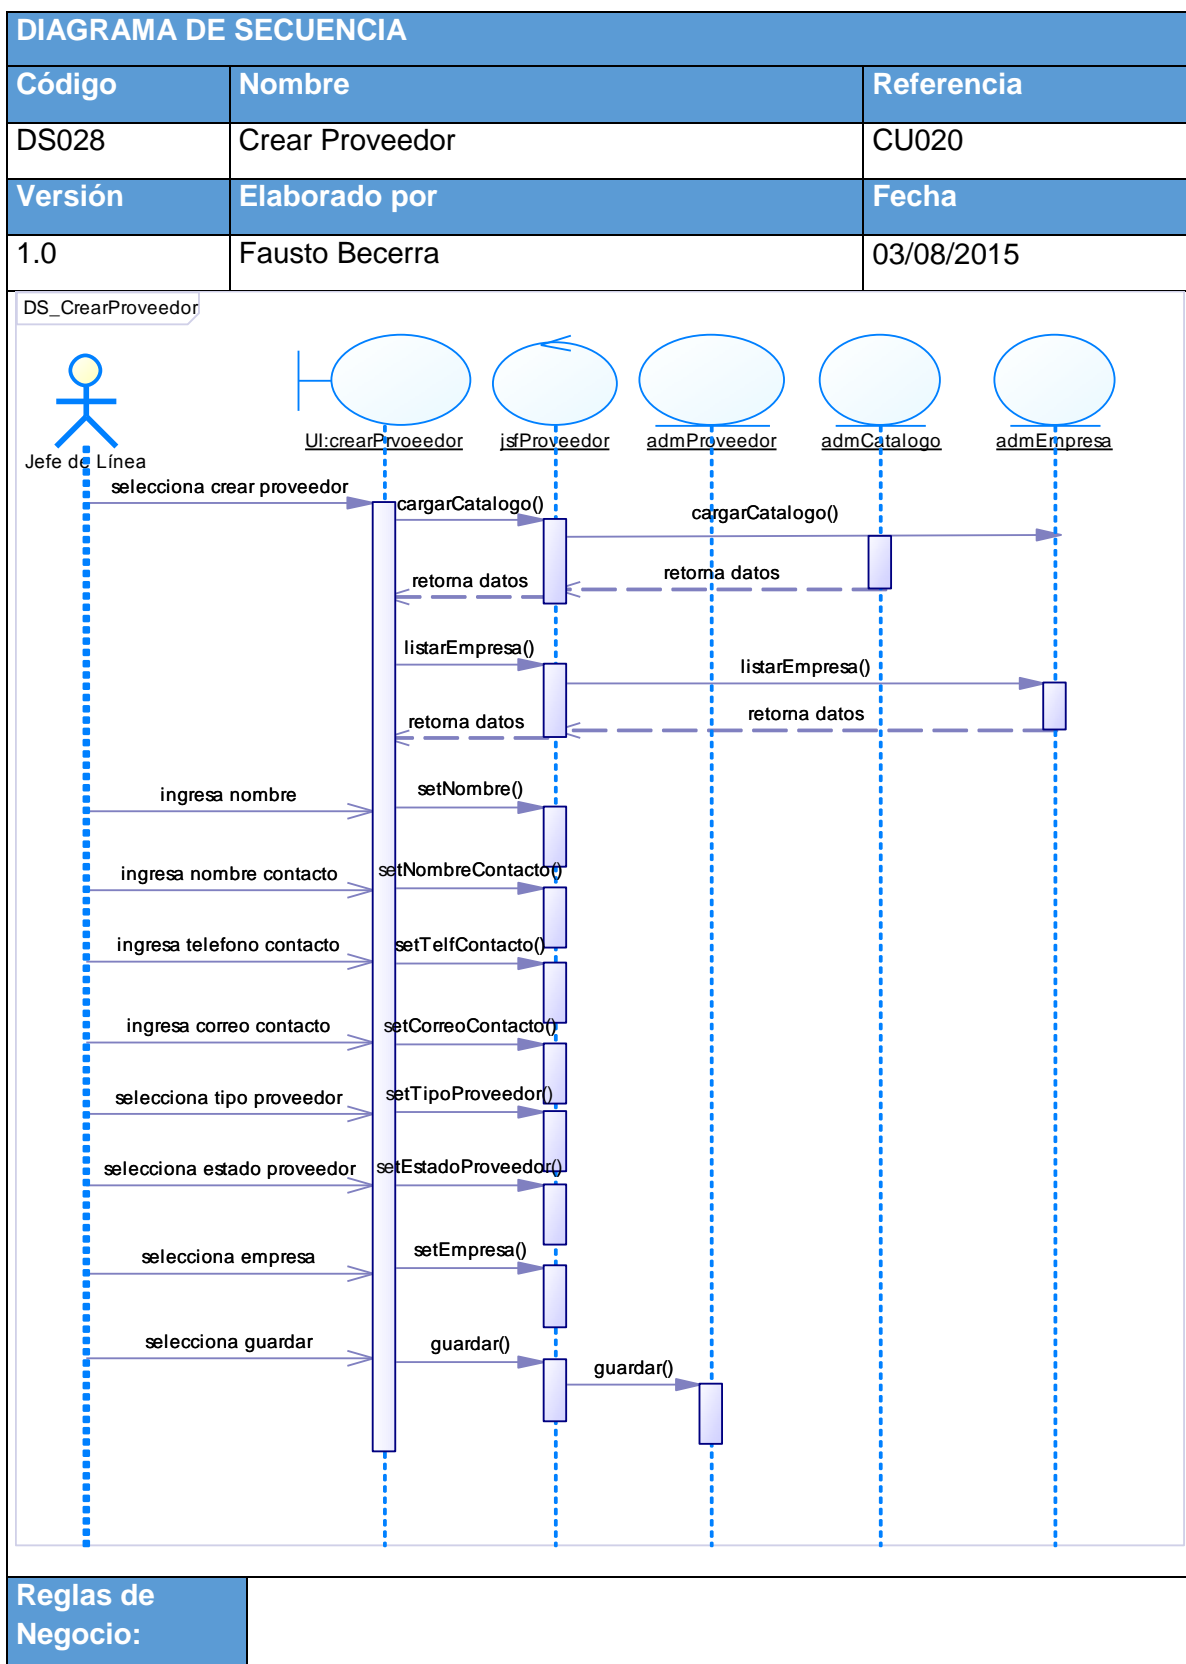 DIAGRAMA DE SECUENCIA
Código Nombre Referencia
DS028 Crear Proveedor CU020
Versión Elaborado por Fecha
1.0 Fausto Becerra 03/08/2015
DS_CrearProveedor
Jefe de Línea
UI:crearPrvoeedor
jsfProveedor
admProveedor
admCatalogo
admEmpresa
selecciona crear proveedor
cargarCatalogo()
cargarCatalogo()
retorna datos
retorna datos
listarEmpresa()
listarEmpresa()
retorna datos
retorna datos
ingresa nombre
setNombre()
ingresa nombre contacto
setNombreContacto()
ingresa telefono contacto
setTelfContacto()
ingresa correo contacto
setCorreoContacto()
selecciona tipo proveedor
setTipoProveedor()
selecciona estado proveedor
setEstadoProveedor()
selecciona empresa
setEmpresa()
selecciona guardar
guardar()
guardar()
Reglas de
Negocio: